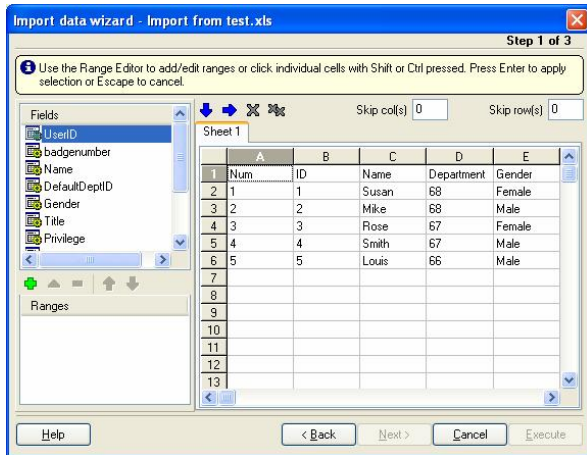 Import data wizard - Import from test.xls
Step 1 of 3
Use the Range Editor to add/edit ranges or click individual cells with Shift or Ctrl pressed. Press Enter to apply
selection or Escape to cancel.
Fields
UserID
badgenumber
Name
DefaultDeptID
Gender
Title
Privilege
Ranges
Skip col(s) 0 Skip row(s) 0
Sheet 1
A B C D E
1 Num ID Name Department Gender
2 1 1 Susan 68 Female
3 2 2 Mike 68 Male
4 3 3 Rose 67 Female
5 4 4 Smith 67 Male
6 5 5 Louis 66 Male
7
8
9
10
11
12
13
Help < Back Next > Cancel Execute